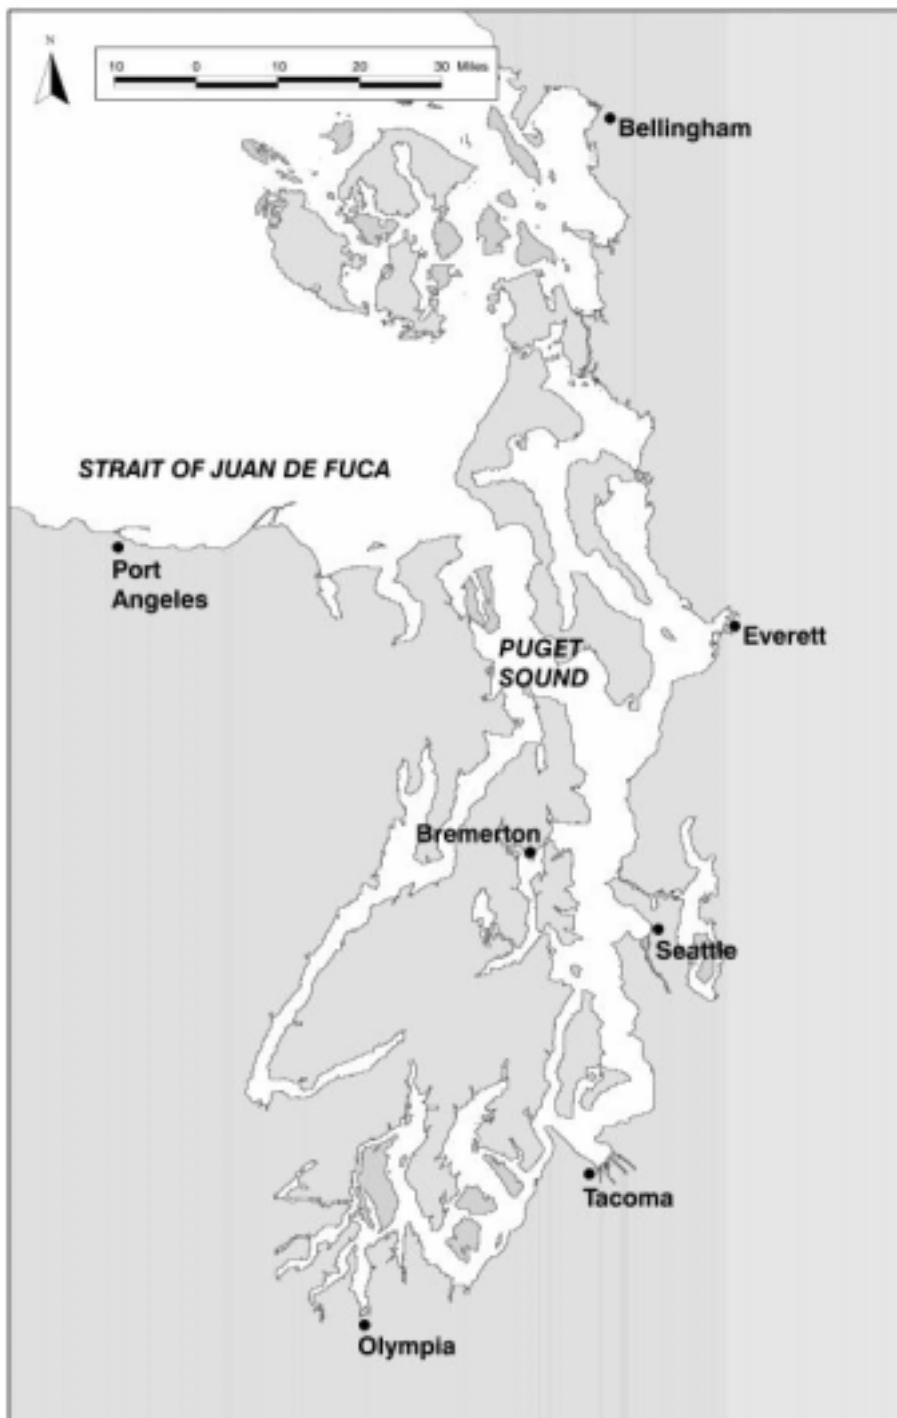 N
10 0 10 20 30 Miles
Bellingham
STRAIT OF JUAN DE FUCA
Port
Angeles
Everett
PUGET
SOUND
Bremerton
Seattle
Tacoma
Olympia